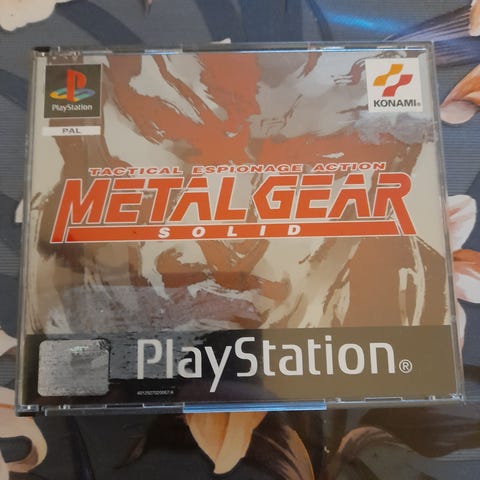 PlayStation
PAL
KONAMI®
TACTICAL ESPIONAGE ACTION
METAL GEAR
SOLID
PlayStation®